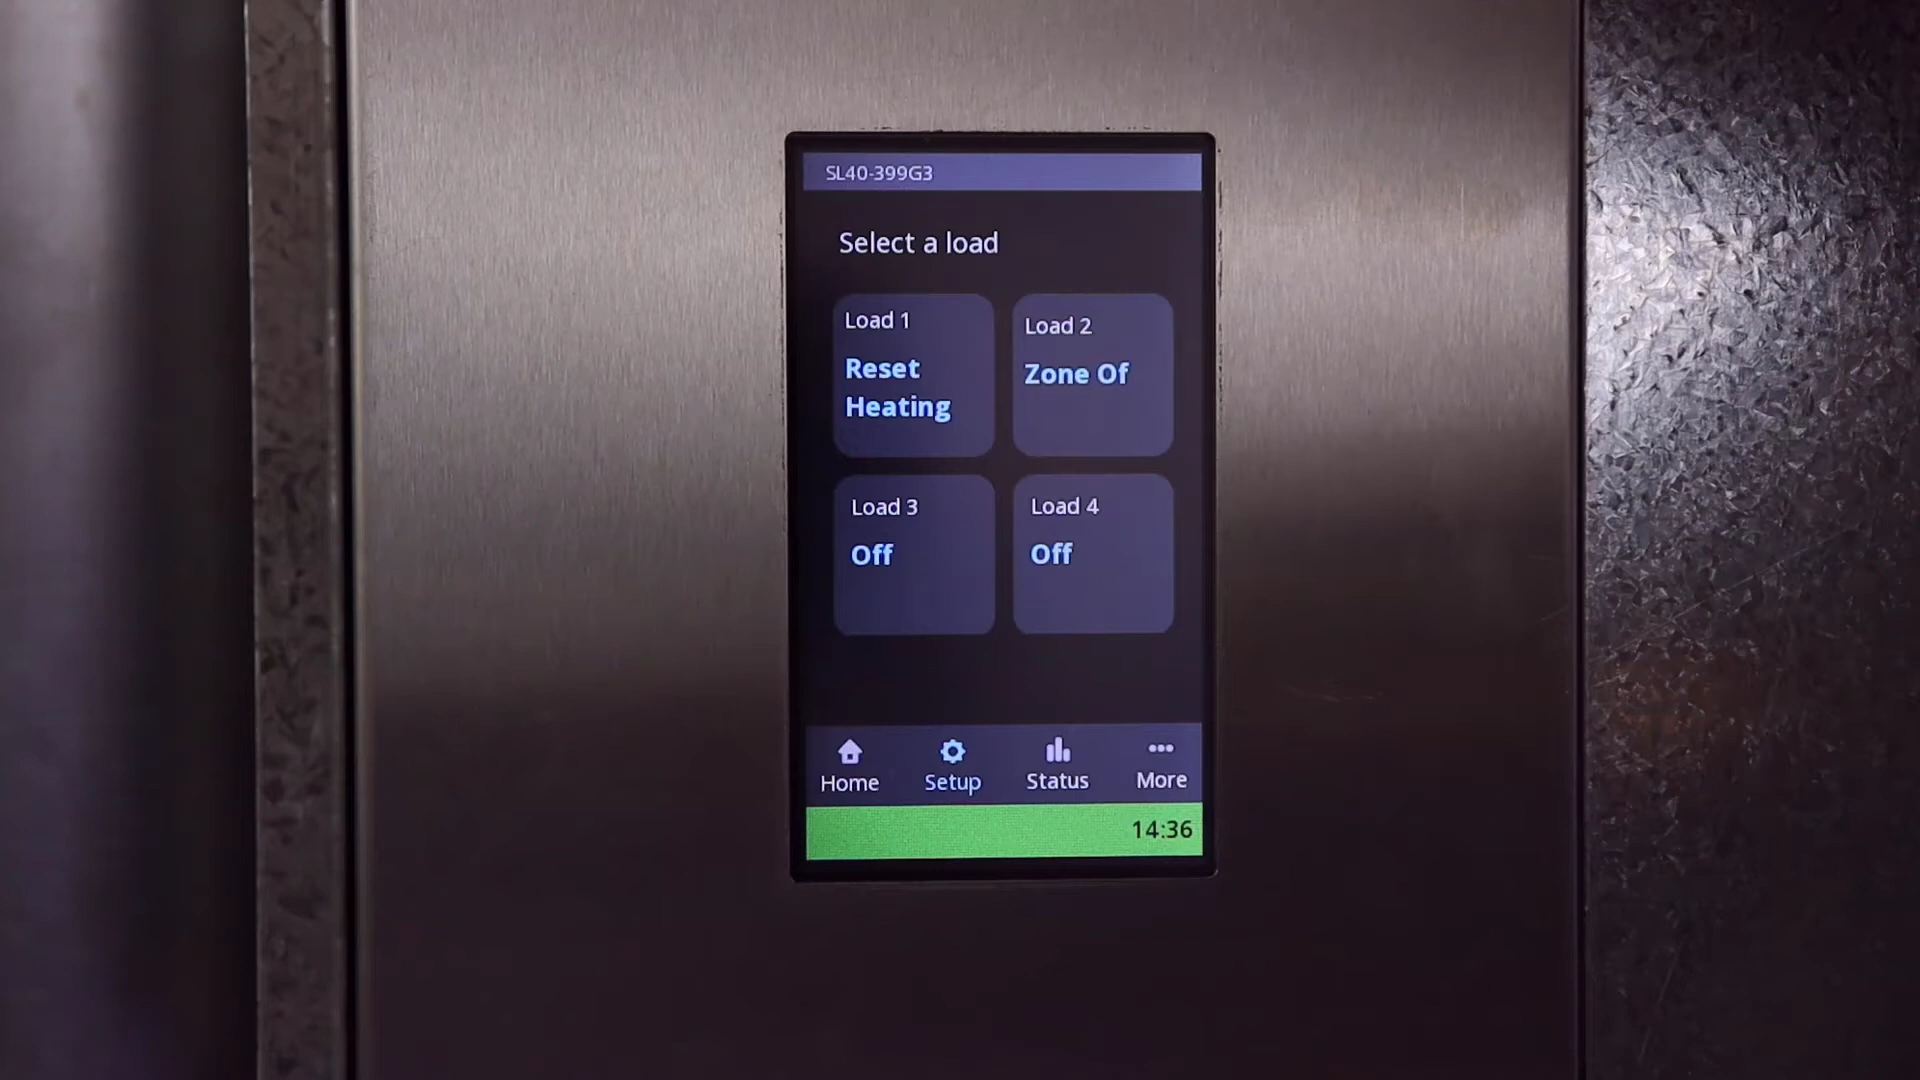 SL40-399G3
Select a load
Load 1
Reset
Heating
Load 2
Zone Of
Load 3
Off
Load 4
Off
Home
Setup
Status
More
14:36